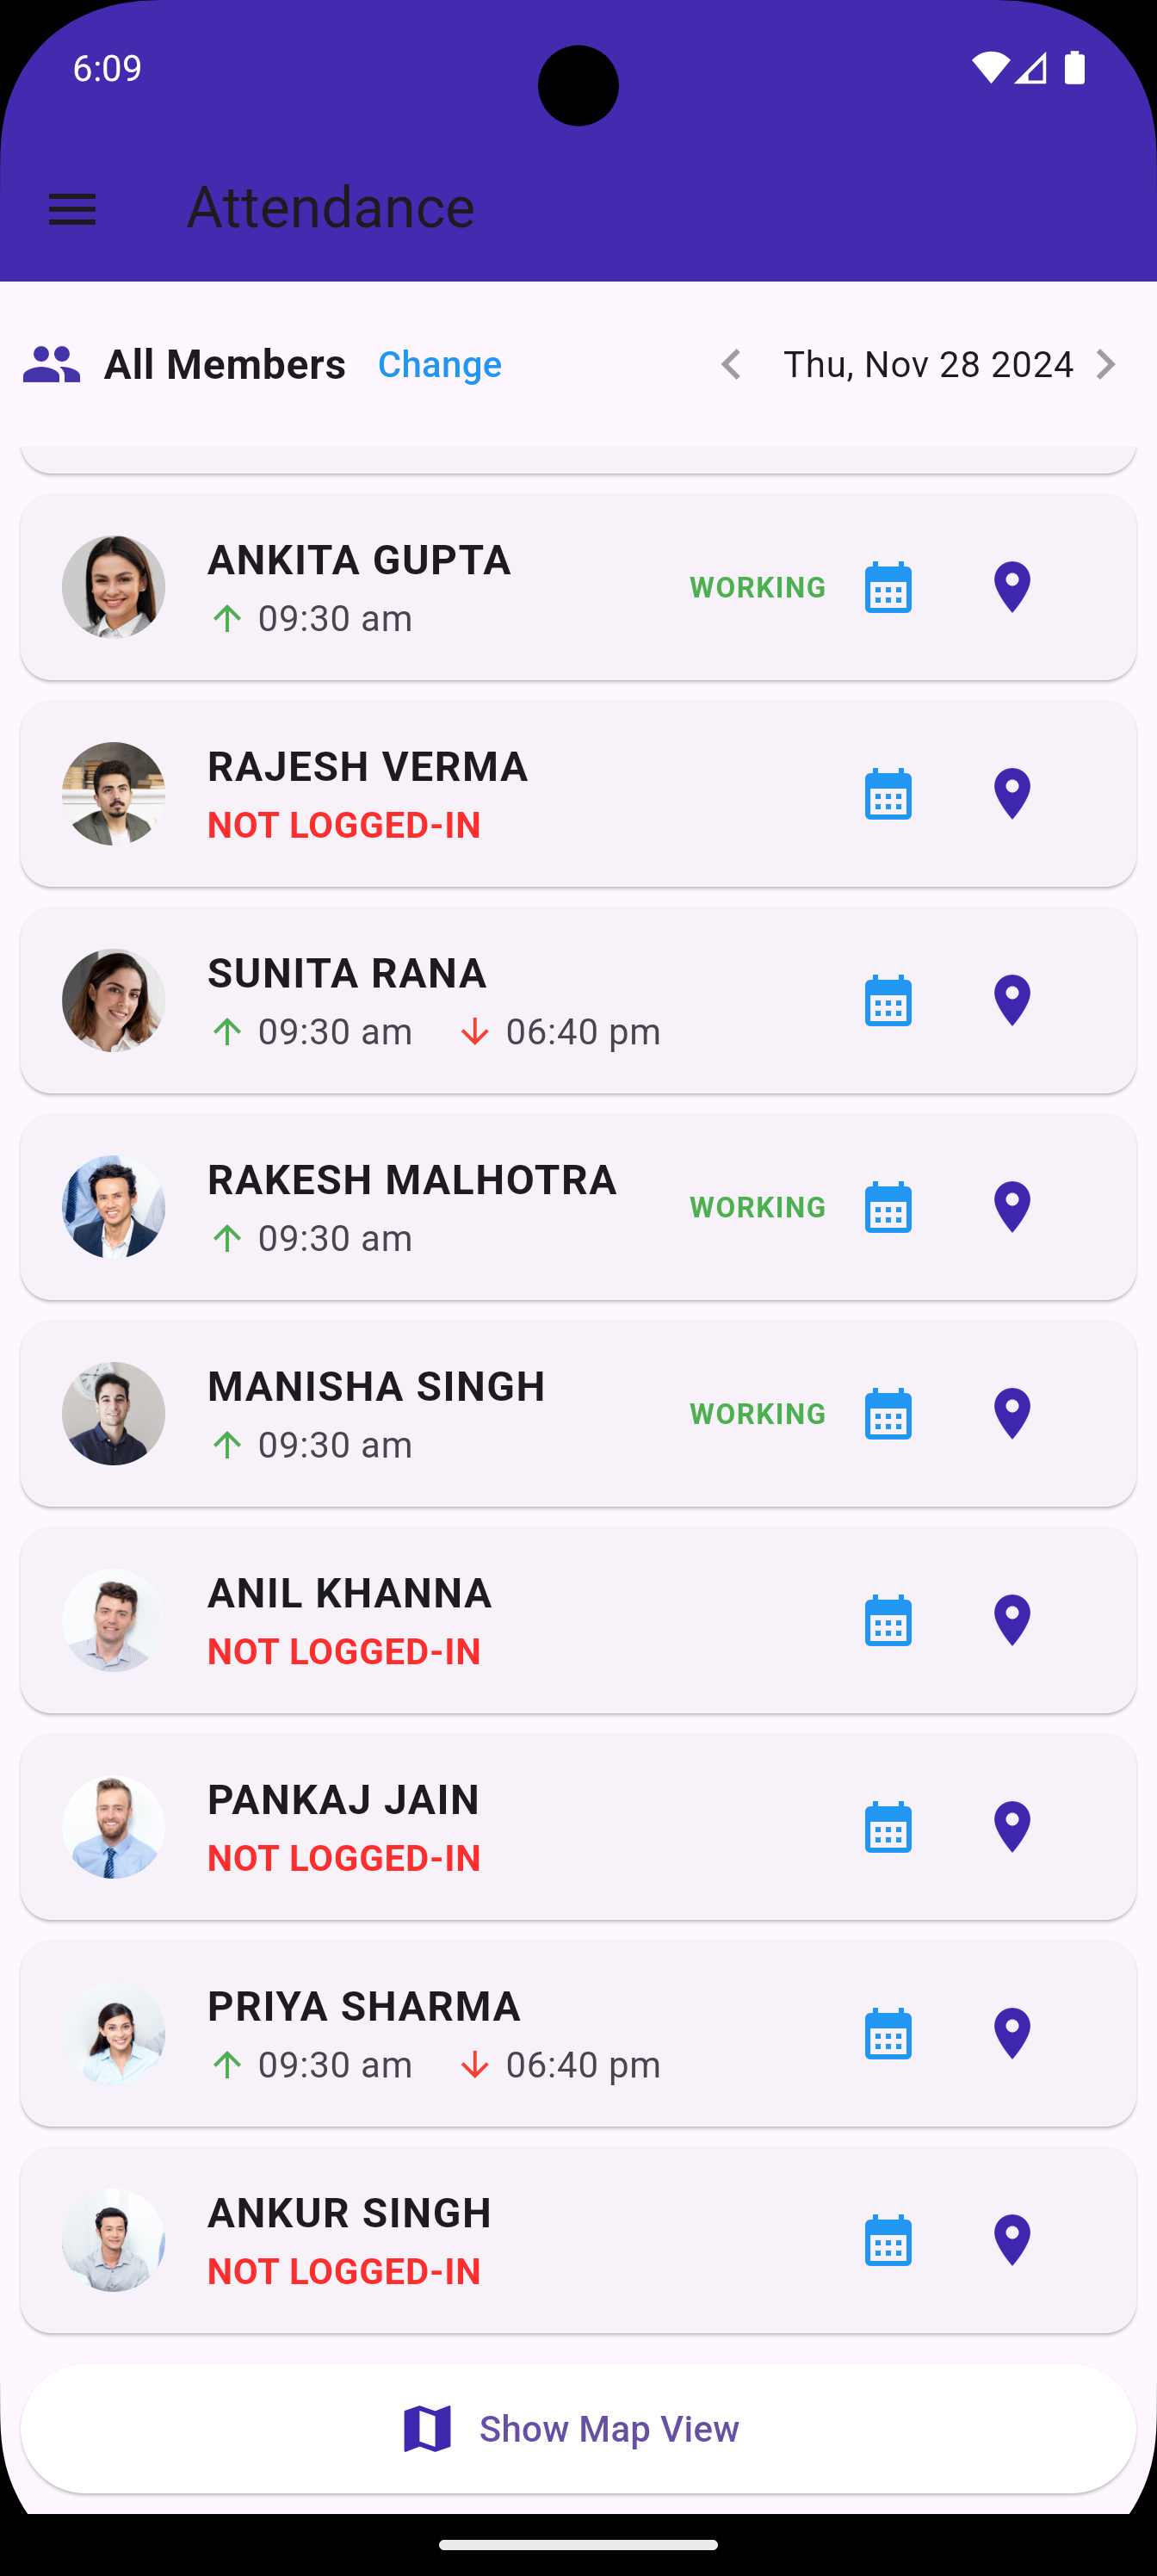 6:09
Attendance
All Members Change Thu, Nov 28 2024
ANKITA GUPTA
09:30 am
WORKING
RAJESH VERMA
NOT LOGGED-IN
SUNITA RANA
09:30 am 06:40 pm
RAKESH MALHOTRA
09:30 am
WORKING
MANISHA SINGH
09:30 am
WORKING
ANIL KHANNA
NOT LOGGED-IN
PANKAJ JAIN
NOT LOGGED-IN
PRIYA SHARMA
09:30 am 06:40 pm
ANKUR SINGH
NOT LOGGED-IN
Show Map View